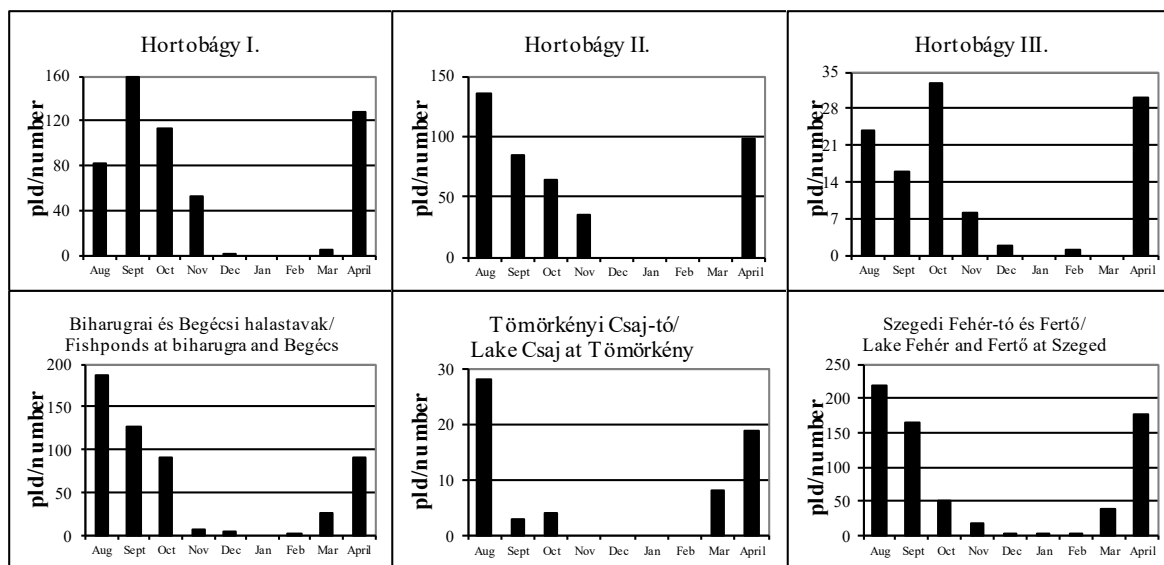 Hortobágy I.
pld/number
160
120
80
40
0
Aug Sept Oct Nov Dec Jan Feb Mar April
Hortobágy II.
pld/number
150
100
50
0
Aug Sept Oct Nov Dec Jan Feb Mar April
Hortobágy III.
pld/number
35
28
21
14
7
0
Aug Sept Oct Nov Dec Jan Feb Mar April
Biharugrai és Begécsi halastavak/
Fishponds at biharugra and Begécs
pld/number
200
150
100
50
0
Aug Sept Oct Nov Dec Jan Feb Mar April
Tömörkényi Csaj-tó/
Lake Csaj at Tömörkény
pld/number
30
20
10
0
Aug Sept Oct Nov Dec Jan Feb Mar April
Szegedi Fehér-tó és Fertő/
Lake Fehér and Fertő at Szeged
pld/number
250
200
150
100
50
0
Aug Sept Oct Nov Dec Jan Feb Mar April